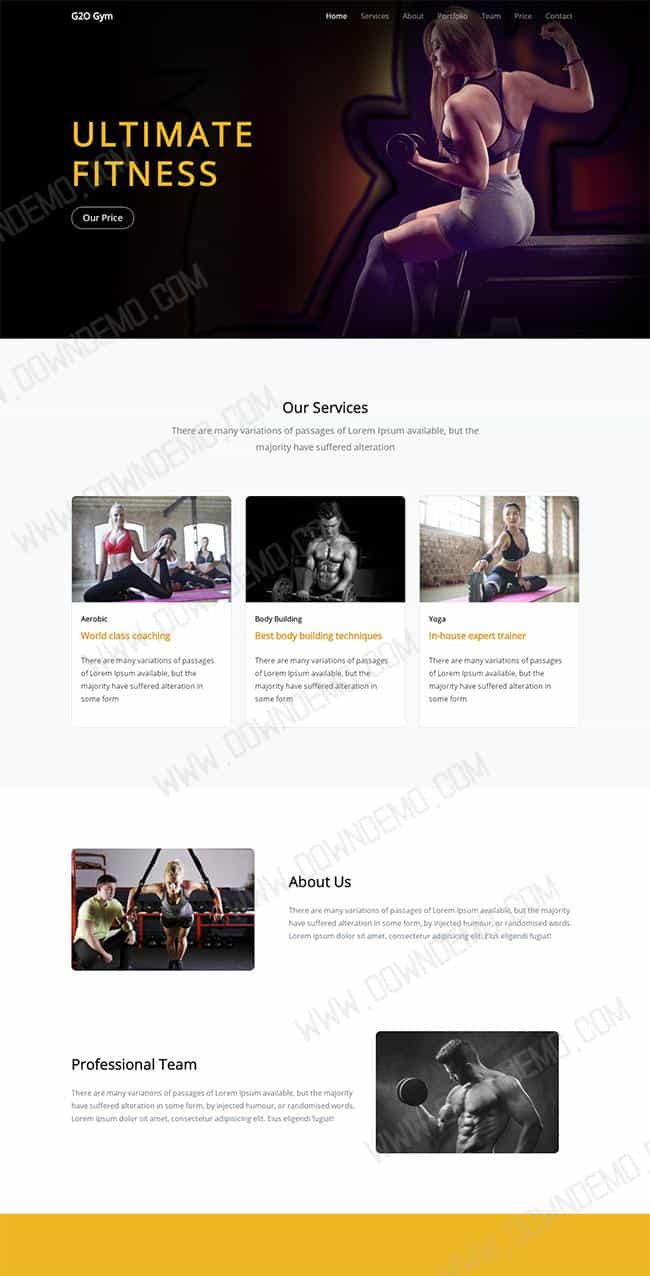 G2O Gym
Home Services About Portfolio Team Price Contact
ULTIMATE
FITNESS
Our Price
Our Services
There are many variations of passages of Lorem Ipsum available, but the
majority have suffered alteration
Aerobic
World class coaching
There are many variations of passages
of Lorem Ipsum available, but the
majority have suffered alteration in
some form
Body Building
Best body building techniques
There are many variations of passages
of Lorem Ipsum available, but the
majority have suffered alteration in
some form
Yoga
In-house expert trainer
There are many variations of passages
of Lorem Ipsum available, but the
majority have suffered alteration in
some form
About Us
There are many variations of passages of Lorem Ipsum available, but the majority
have suffered alteration in some form, by injected humour, or randomised words.
Lorem ipsum dolor sit amet, consectetur adipisicing elit. Eius eligendi fugiat!
Professional Team
There are many variations of passages of Lorem Ipsum available, but the majority
have suffered alteration in some form, by injected humour, or randomised words.
Lorem ipsum dolor sit amet, consectetur adipisicing elit. Eius eligendi fugiat!
WWW.DOWNDEMO.COM